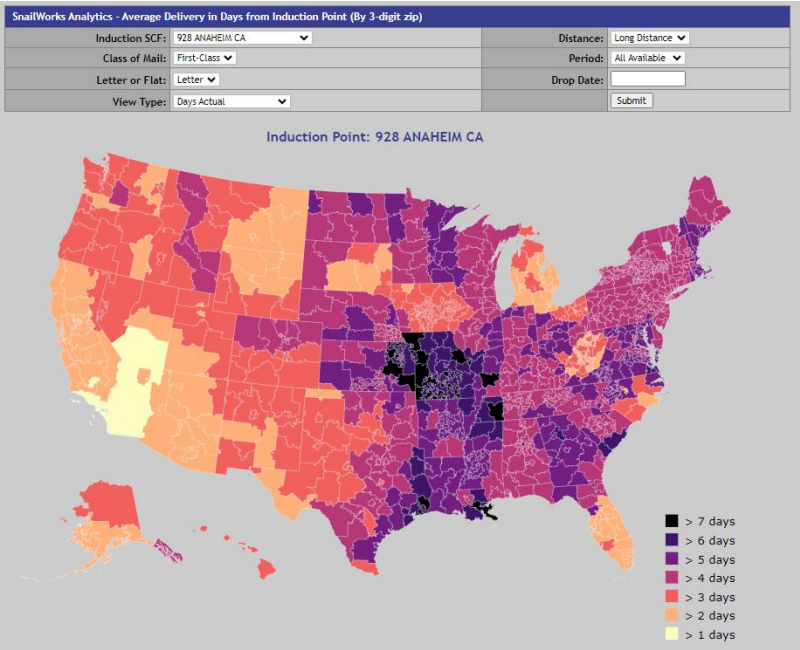 SnailWorks Analytics - Average Delivery in Days from Induction Point (By 3-digit zip)
Induction SCF: 928 ANAHEIM CA Distance: Long Distance
Class of Mail: First-Class Period: All Available
Letter or Flat: Letter Drop Date:
View Type: Days Actual Submit
Induction Point: 928 ANAHEIM CA
> 7 days
> 6 days
> 5 days
> 4 days
> 3 days
> 2 days
> 1 days